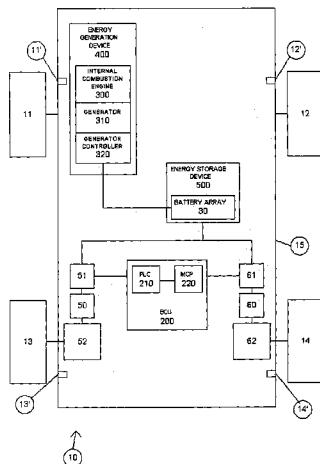 ENERGY
GENERATION
DEVICE
400
INTERNAL
COMBUSTION
ENGINE
300
GENERATOR
310
GENERATOR
CONTROLLER
320
11'
12'
11
12
ENERGY STORAGE
DEVICE
500
BATTERY ARRAY
30
15
51
PLC
210
MCP
220
61
50
60
ECU
200
52
62
13
14
13'
14'
10